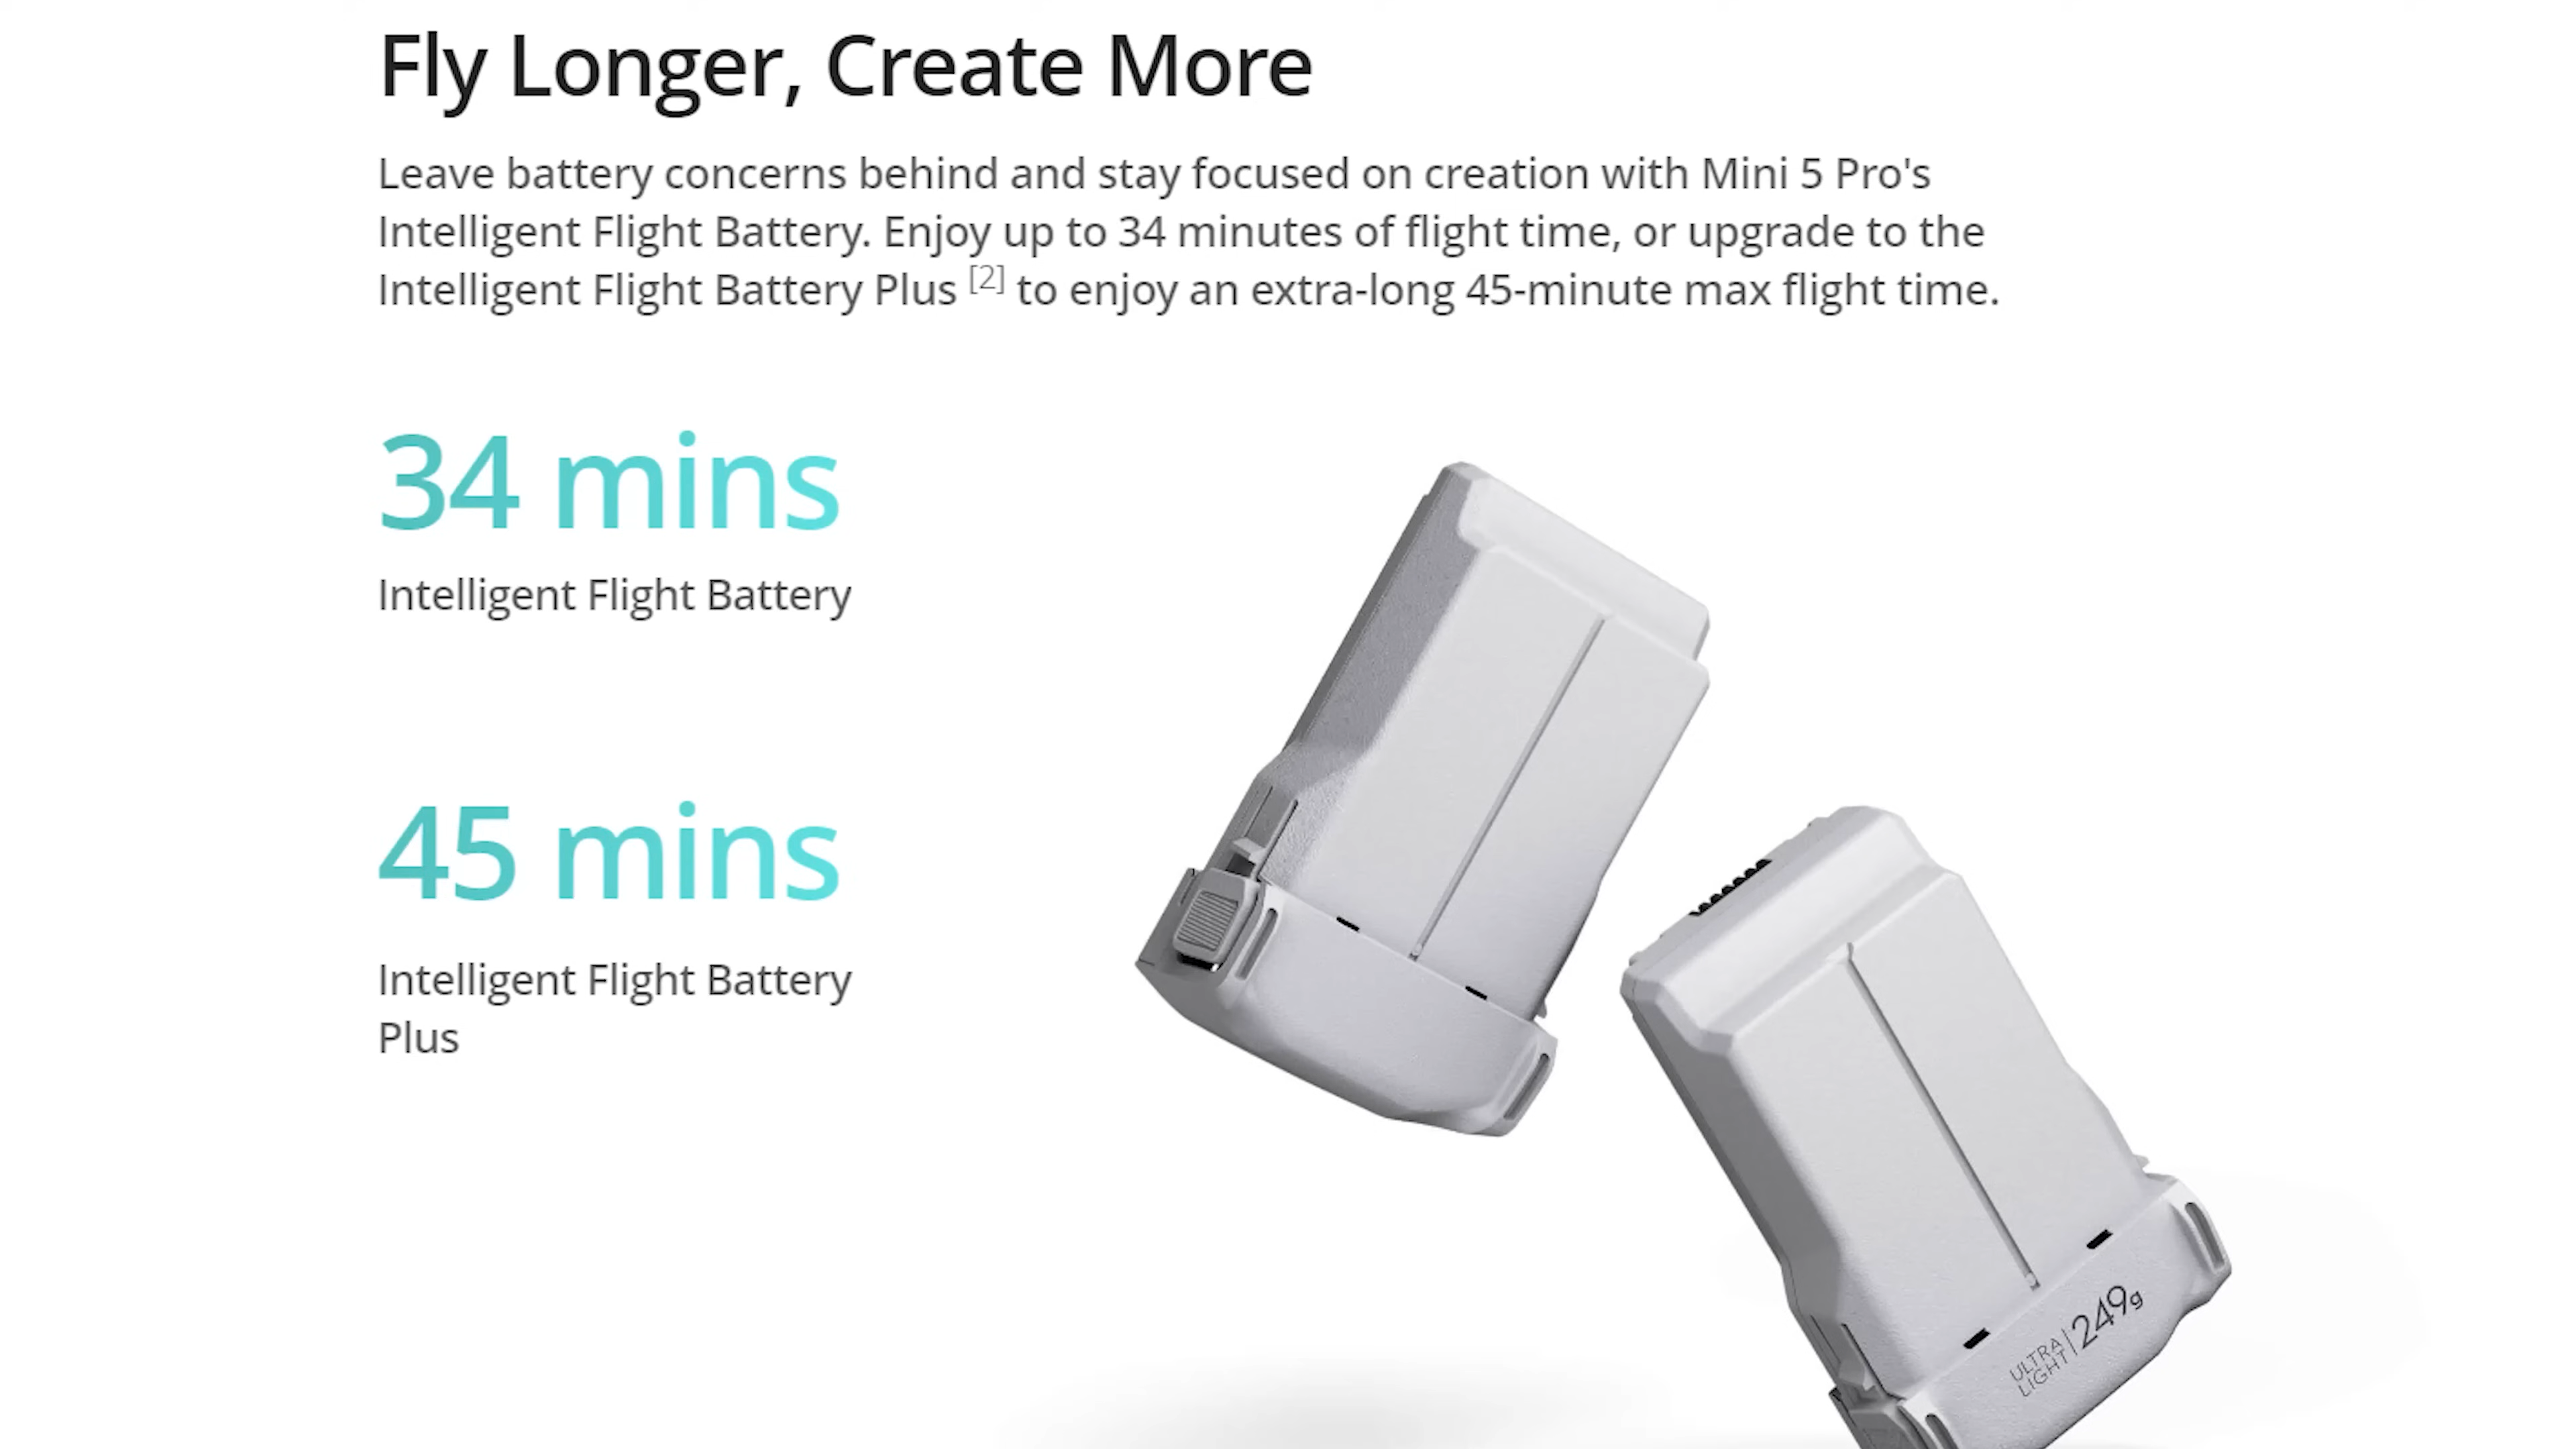 Fly Longer, Create More
Leave battery concerns behind and stay focused on creation with Mini 5 Pro's
Intelligent Flight Battery. Enjoy up to 34 minutes of flight time, or upgrade to the
Intelligent Flight Battery Plus [2] to enjoy an extra-long 45-minute max flight time.
34 mins
Intelligent Flight Battery
45 mins
Intelligent Flight Battery
Plus
ULTRA
LIGHT | 249g